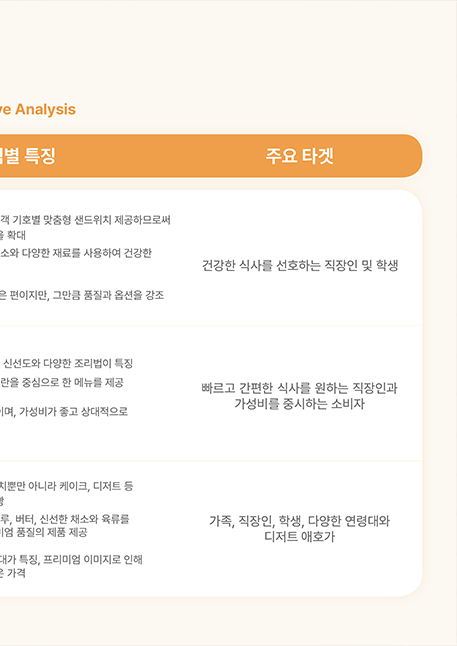 ve Analysis
별 특징
주요 타겟
객 기호별 맞춤형 샌드위치 제공하므로써
을 확대
소와 다양한 재료를 사용하여 건강한
은 편이지만, 그만큼 품질과 옵션을 강조
건강한 식사를 선호하는 직장인 및 학생
신선도와 다양한 조리법이 특징
란을 중심으로 한 메뉴를 제공
이며, 가성비가 좋고 상대적으로
빠르고 간편한 식사를 원하는 직장인과
가성비를 중시하는 소비자
치뿐만 아니라 케이크, 디저트 등
루, 버터, 신선한 채소와 육류를
미엄 품질의 제품 제공
대가 특징, 프리미엄 이미지로 인해
은 가격
가족, 직장인, 학생, 다양한 연령대와
디저트 애호가